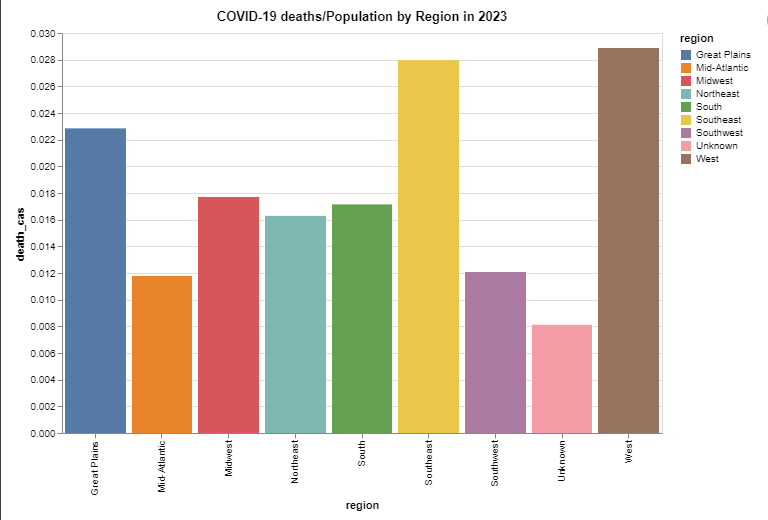 COVID-19 deaths/Population by Region in 2023
0.030
0.028
0.026
0.024
0.022
0.020
0.018
0.016
0.014
0.012
0.010
0.008
0.006
0.004
0.002
0.000
death_cas
Great Plains
Mid-Atlantic
Midwest
Northeast
South
Southeast
Southwest
Unknown
West
region
region
Great Plains
Mid-Atlantic
Midwest
Northeast
South
Southeast
Southwest
Unknown
West